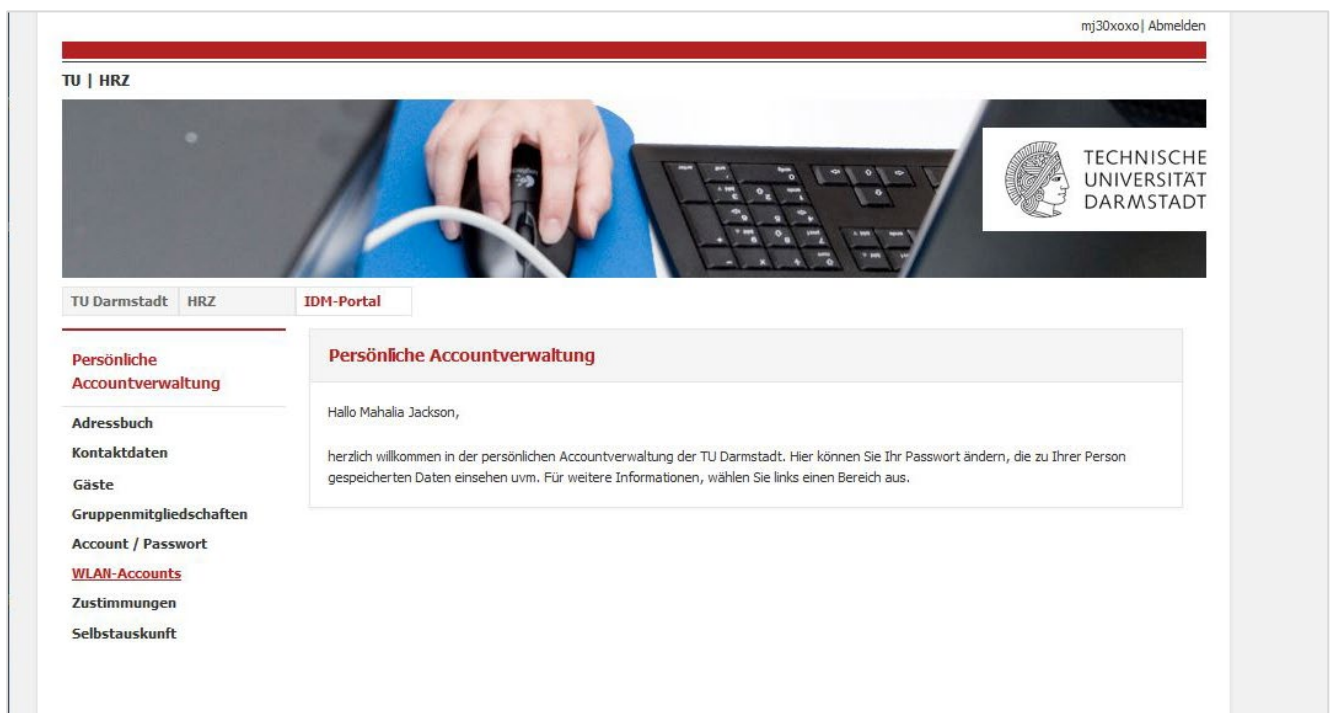 mj30xoxo| Abmelden
TU | HRZ
TECHNISCHE
UNIVERSITÄT
DARMSTADT
TU Darmstadt HRZ IDM-Portal
Persönliche
Accountverwaltung
Adressbuch
Kontaktdaten
Gäste
Gruppenmitgliedschaften
Account / Passwort
WLAN-Accounts
Zustimmungen
Selbstauskunft
Persönliche Accountverwaltung
Hallo Mahalia Jackson,
herzlich willkommen in der persönlichen Accountverwaltung der TU Darmstadt. Hier können Sie Ihr Passwort ändern, die zu Ihrer Person
gespeicherten Daten einsehen uvm. Für weitere Informationen, wählen Sie links einen Bereich aus.